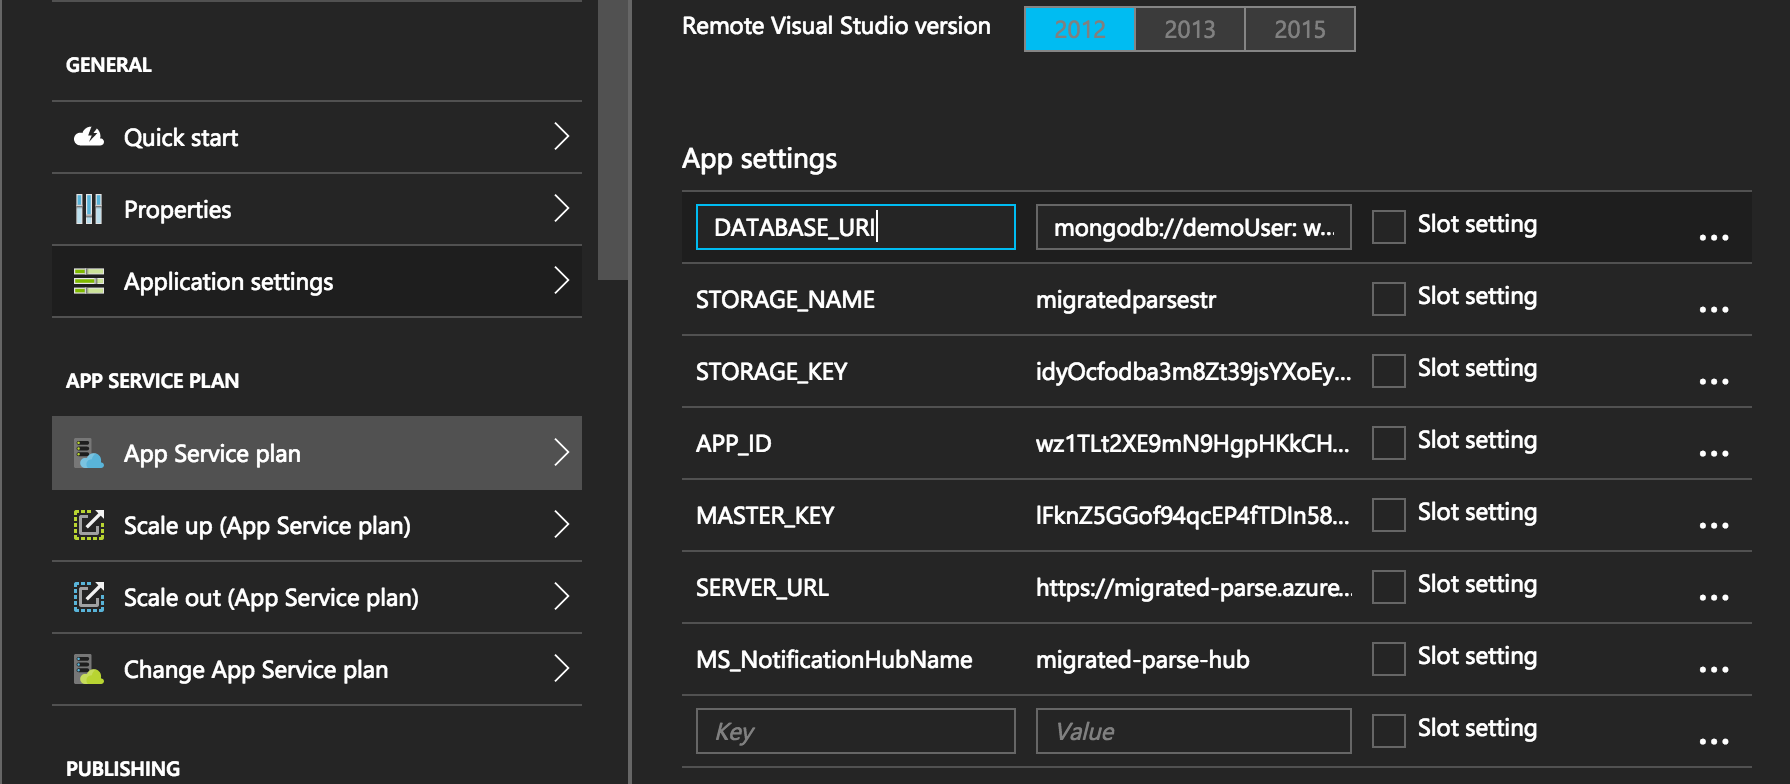 GENERAL
Quick start
Properties
Application settings
APP SERVICE PLAN
App Service plan
Scale up (App Service plan)
Scale out (App Service plan)
Change App Service plan
PUBLISHING
Remote Visual Studio version 2012 2013 2015
App settings
DATABASE_URI mongodb://demoUser: w... Slot setting ...
STORAGE_NAME migratedparsestr Slot setting ...
STORAGE_KEY idyOcfodba3m8Zt39jsYXoEy... Slot setting ...
APP_ID wz1TLt2XE9mN9HgpHKkCH... Slot setting ...
MASTER_KEY lFknZ5GGof94qcEP4fTDIn58... Slot setting ...
SERVER_URL https://migrated-parse.azure... Slot setting ...
MS_NotificationHubName migrated-parse-hub Slot setting ...
Key Value Slot setting ...